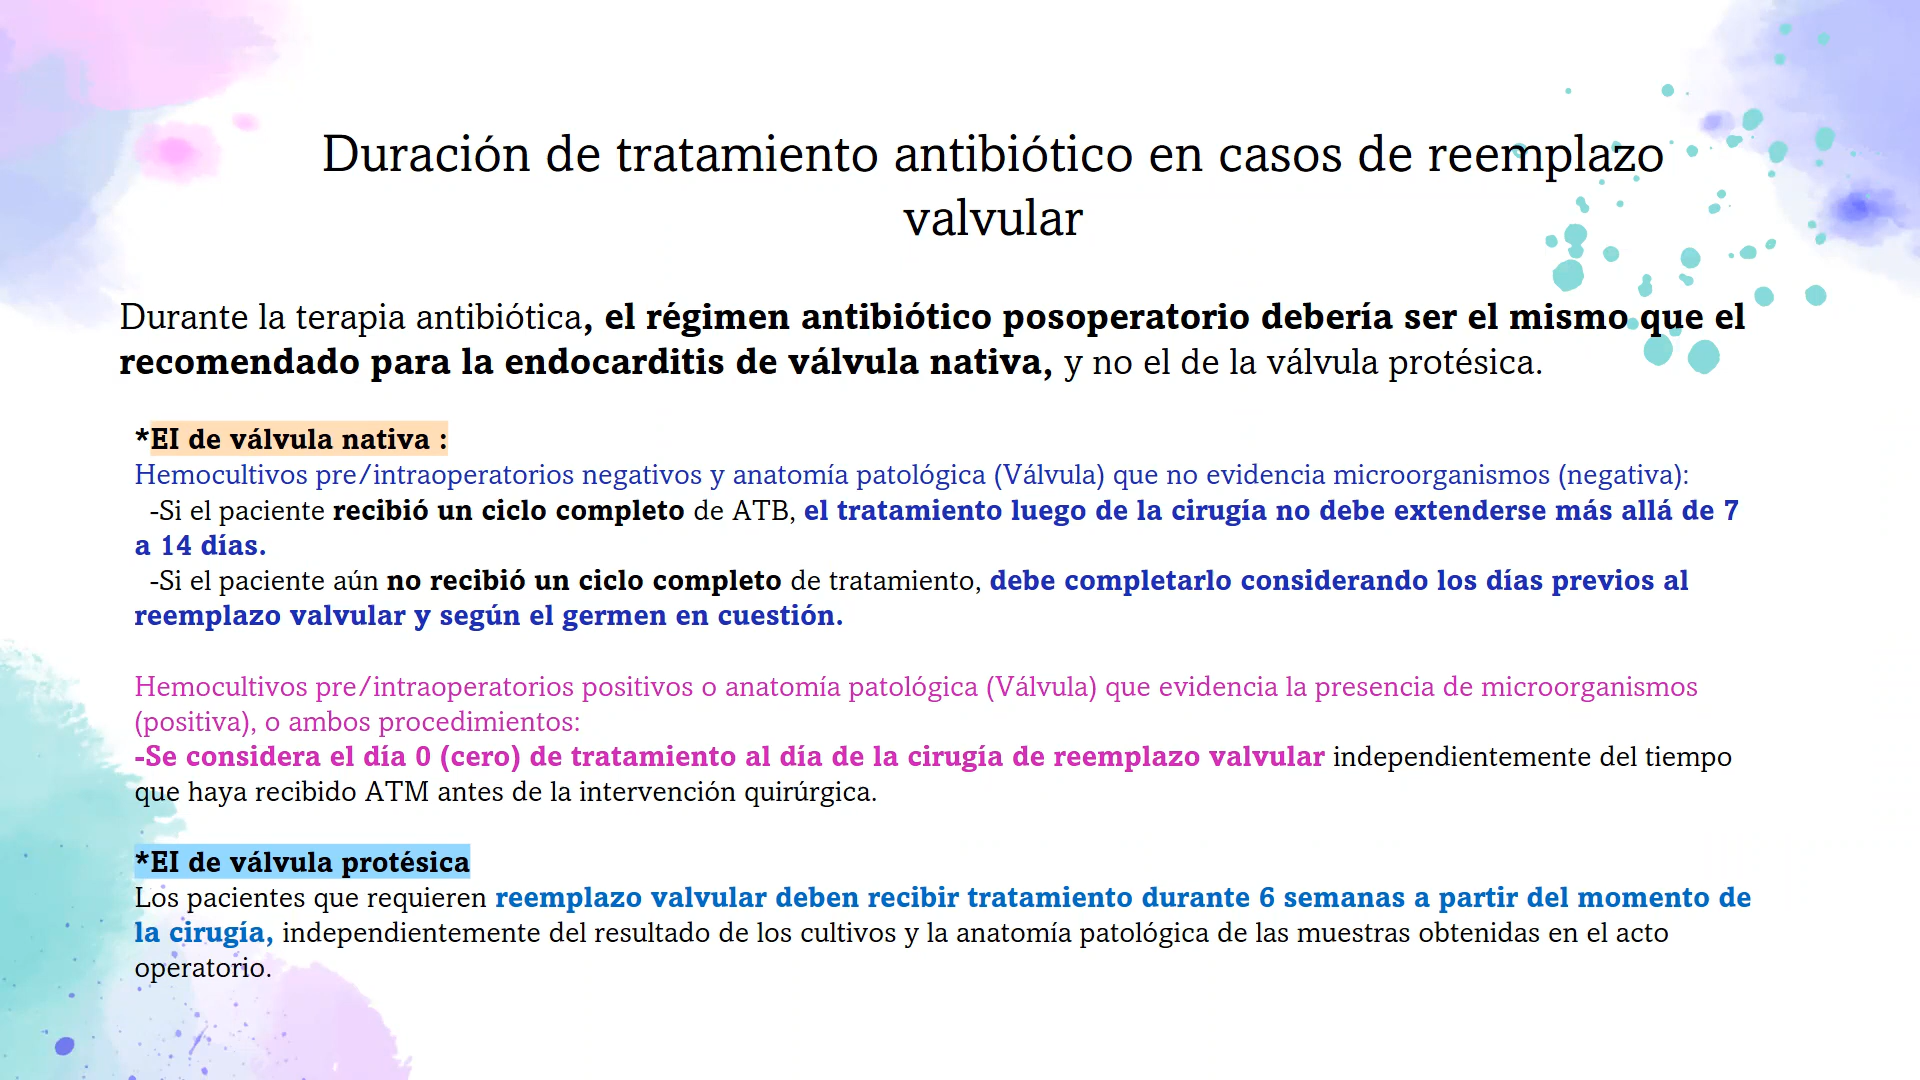 Duración de tratamiento antibiótico en casos de reemplazo
valvular
Durante la terapia antibiótica, el régimen antibiótico posoperatorio debería ser el mismo que el
recomendado para la endocarditis de válvula nativa, y no el de la válvula protésica.
*EI de válvula nativa :
Hemocultivos pre/intraoperatorios negativos y anatomía patológica (Válvula) que no evidencia microorganismos (negativa):
-Si el paciente recibió un ciclo completo de ATB, el tratamiento luego de la cirugía no debe extenderse más allá de 7
a 14 días.
-Si el paciente aún no recibió un ciclo completo de tratamiento, debe completarlo considerando los días previos al
reemplazo valvular y según el germen en cuestión.
Hemocultivos pre/intraoperatorios positivos o anatomía patológica (Válvula) que evidencia la presencia de microorganismos
(positiva), o ambos procedimientos:
-Se considera el día 0 (cero) de tratamiento al día de la cirugía de reemplazo valvular independientemente del tiempo
que haya recibido ATM antes de la intervención quirúrgica.
*EI de válvula protésica
Los pacientes que requieren reemplazo valvular deben recibir tratamiento durante 6 semanas a partir del momento de
la cirugía, independientemente del resultado de los cultivos y la anatomía patológica de las muestras obtenidas en el acto
operatorio.